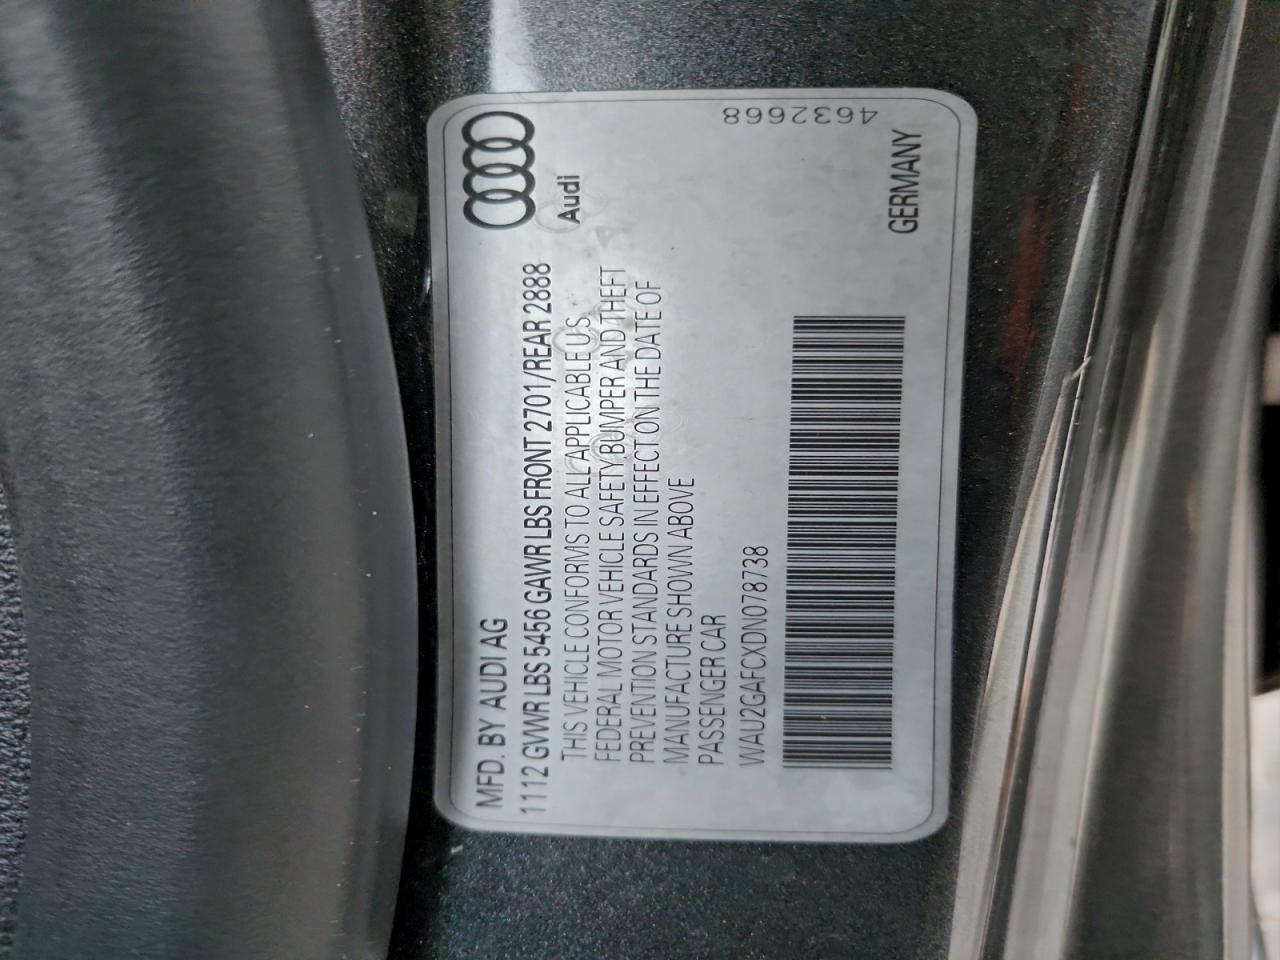 MFD. BY AUDI AG
1112 GVWR LBS 5456 GAWR LBS FRONT 2701/REAR 2888
THIS VEHICLE CONFORMS TO ALL APPLICABLE U.S.
FEDERAL MOTOR VEHICLE SAFETY BUMPER AND THEFT
PREVENTION STANDARDS IN EFFECT ON THE DATE OF
MANUFACTURE SHOWN ABOVE
PASSENGER CAR
WAU2GAFCXDN078738
Audi
GERMANY
4632668